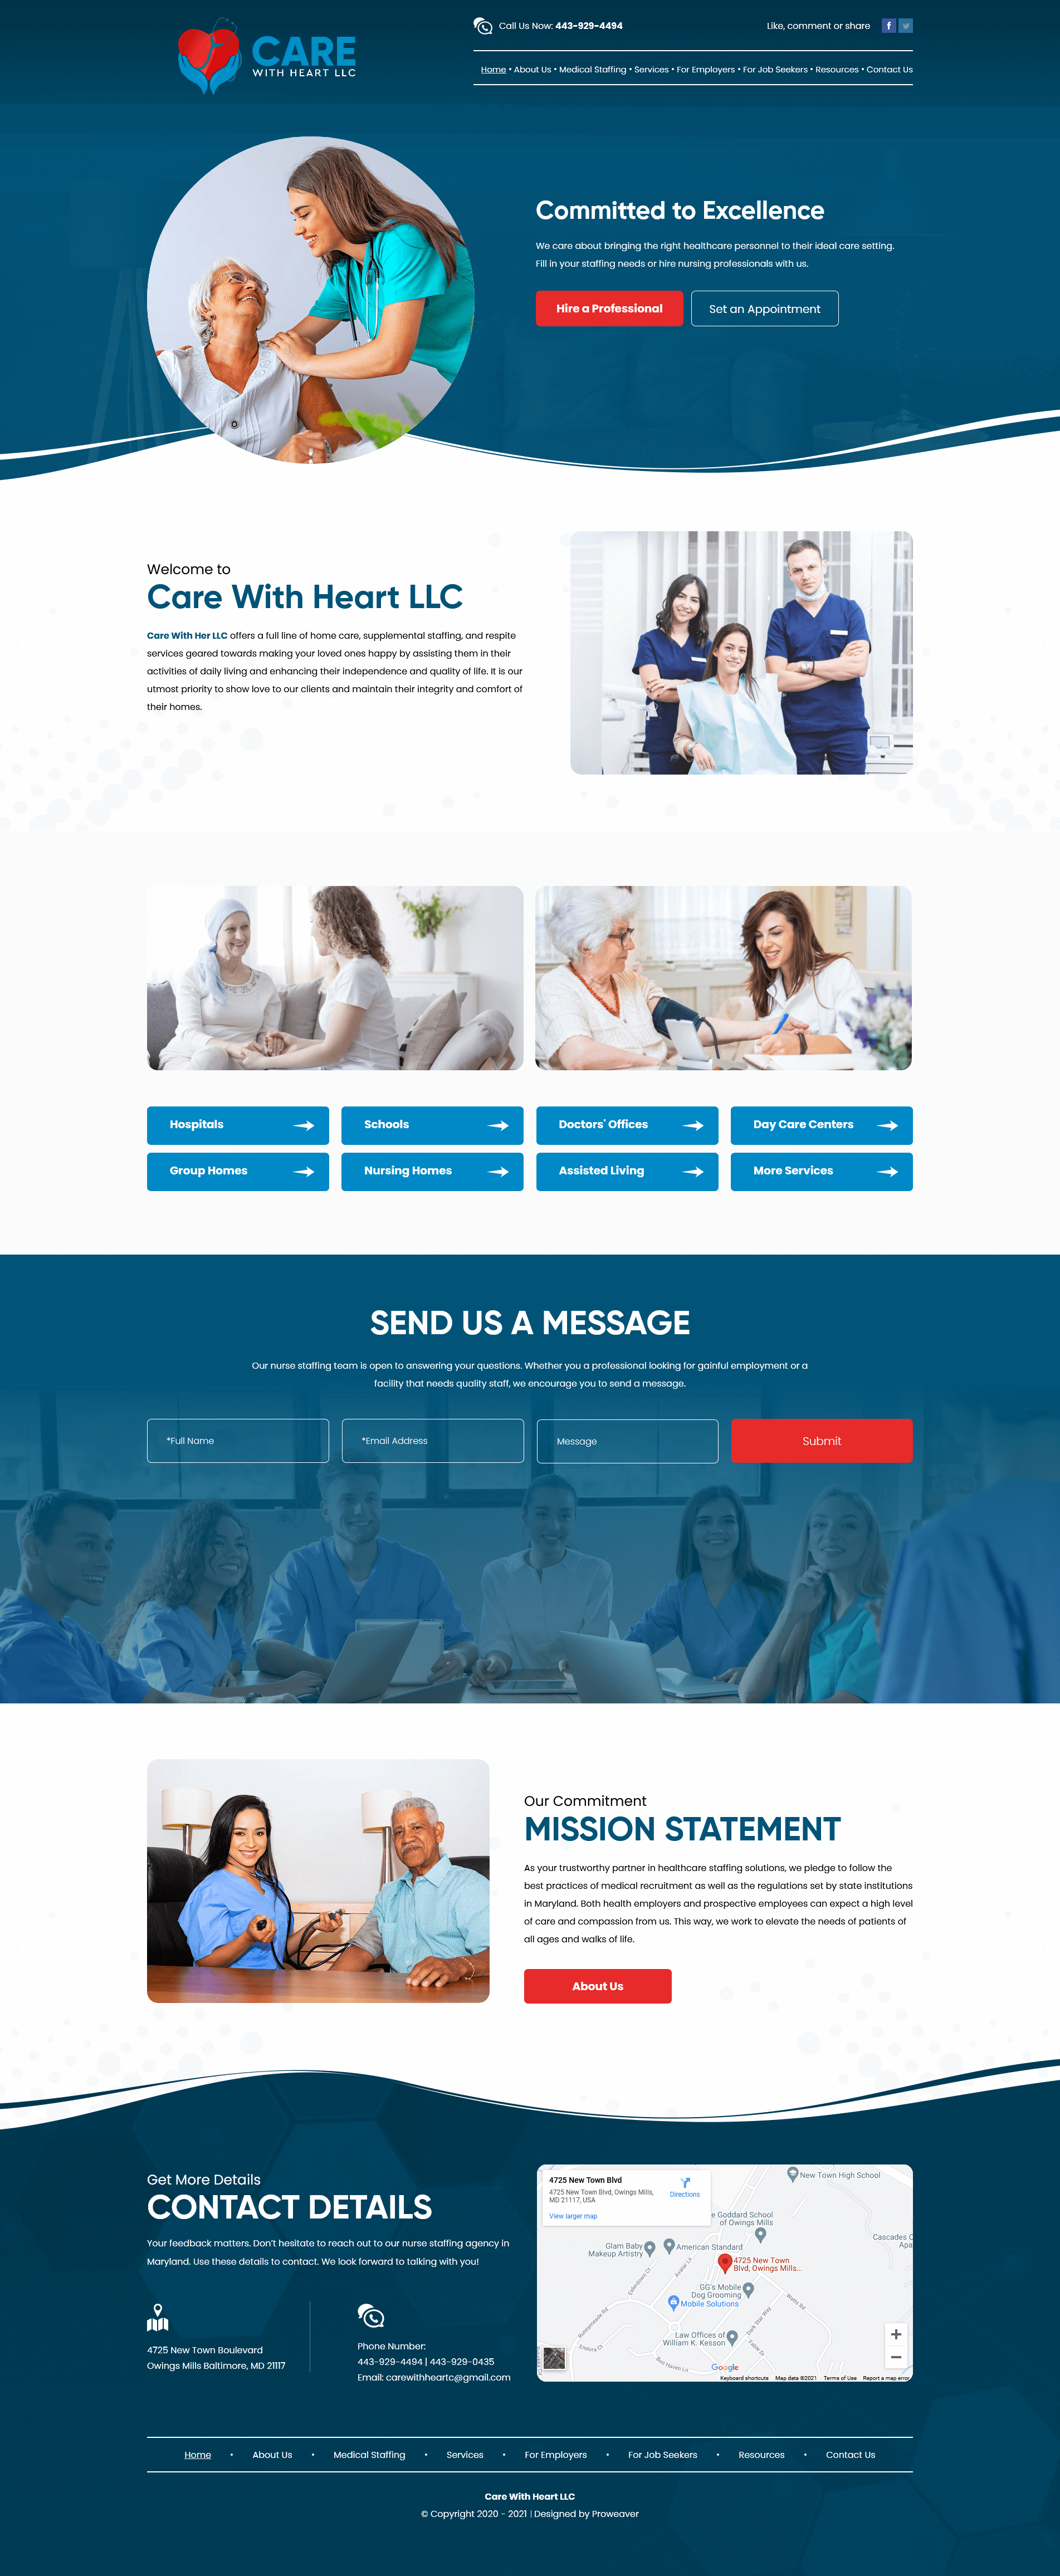 CARE
WITH HEART LLC
Call Us Now: 443-929-4494
Like, comment or share
f
Home • About Us • Medical Staffing • Services • For Employers • For Job Seekers • Resources • Contact Us
Committed to Excellence
We care about bringing the right healthcare personnel to their ideal care setting.
Fill in your staffing needs or hire nursing professionals with us.
Hire a Professional
Set an Appointment
Welcome to
Care With Heart LLC
Care With Her LLC offers a full line of home care, supplemental staffing, and respite
services geared towards making your loved ones happy by assisting them in their
activities of daily living and enhancing their independence and quality of life. It is our
utmost priority to show love to our clients and maintain their integrity and comfort of
their homes.
Hospitals
Schools
Doctors' Offices
Day Care Centers
Group Homes
Nursing Homes
Assisted Living
More Services
SEND US A MESSAGE
Our nurse staffing team is open to answering your questions. Whether you a professional looking for gainful employment or a
facility that needs quality staff, we encourage you to send a message.
*Full Name
*Email Address
Message
Submit
Our Commitment
MISSION STATEMENT
As your trustworthy partner in healthcare staffing solutions, we pledge to follow the
best practices of medical recruitment as well as the regulations set by state institutions
in Maryland. Both health employers and prospective employees can expect a high level
of care and compassion from us. This way, we work to elevate the needs of patients of
all ages and walks of life.
About Us
Get More Details
CONTACT DETAILS
Your feedback matters. Don't hesitate to reach out to our nurse staffing agency in
Maryland. Use these details to contact. We look forward to talking with you!
4725 New Town Boulevard
Owings Mills Baltimore, MD 21117
Phone Number:
443-929-4494 | 443-929-0435
Email: carewithheartc@gmail.com
4725 New Town Blvd
4725 New Town Blvd, Owings Mills,
MD 21117, USA
Directions
View larger map
New Town High School
e Goddard School
of Owings Mills
Cascades C
Apa
Glam Baby
Makeup Artistry
American Standard
4725 New Town
Blvd, Owings Mills...
GG's Mobile
Dog Grooming
Mobile Solutions
Law Offices of
William K. Kesson
Avatar Ln
Runnymeade Rd
Endora Ct
Bon Haven Ln
Dark Star Way
Watts Rd
Google
Keyboard shortcuts
Map data ©2021
Terms of Use
Report a map error
Home • About Us • Medical Staffing • Services • For Employers • For Job Seekers • Resources • Contact Us
Care With Heart LLC
© Copyright 2020 - 2021 | Designed by Proweaver